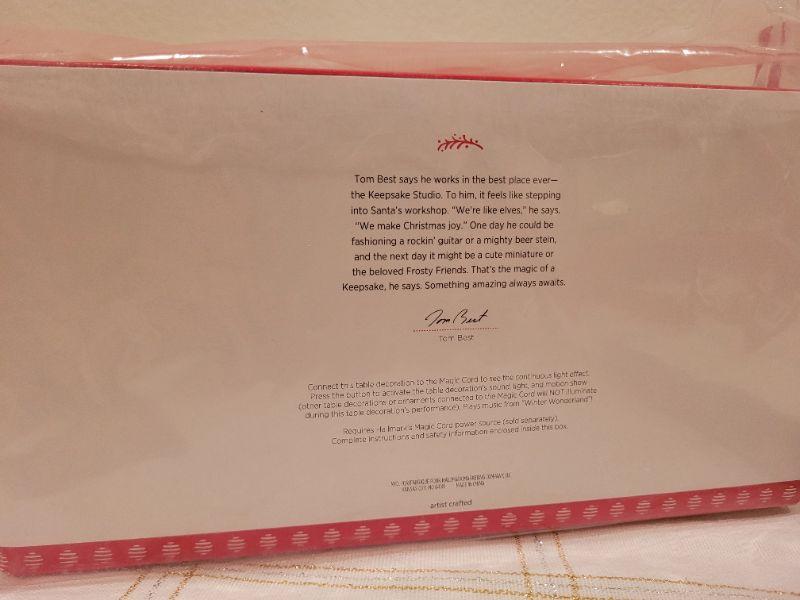 Tom Best says he works in the best place ever—
the Keepsake Studio. To him, it feels like stepping
into Santa's workshop. "We're like elves," he says.
"We make Christmas joy." One day he could be
fashioning a rockin' guitar or a mighty beer stein,
and the next day it might be a cute miniature or
the beloved Frosty Friends. That's the magic of a
Keepsake, he says. Something amazing always awaits.
Tom Best
Tom Best
Connect this table decoration to the Magic Cord to see the continuous light effect.
Press the button to activate the table decoration's sound, light, and motion show
(other table decorations or ornaments connected to the Magic Cord will NOT illuminate
during this table decoration's performance). Plays music from "Winter Wonderland"!
Requires Hallmark's Magic Cord power source (sold separately).
Complete instructions and safety information enclosed inside this box.
KANSAS CITY, MO MADE IN CHINA
artist crafted